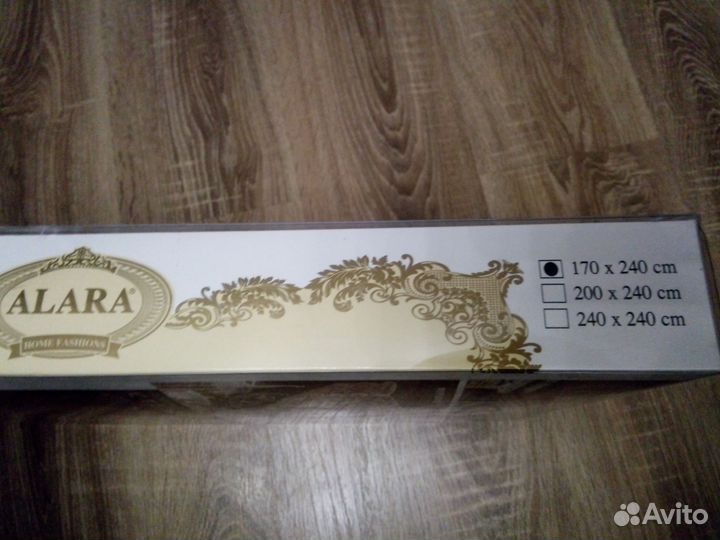 ALARA®
HOME FASHIONS
170 x 240 cm
200 x 240 cm
240 x 240 cm
Avito